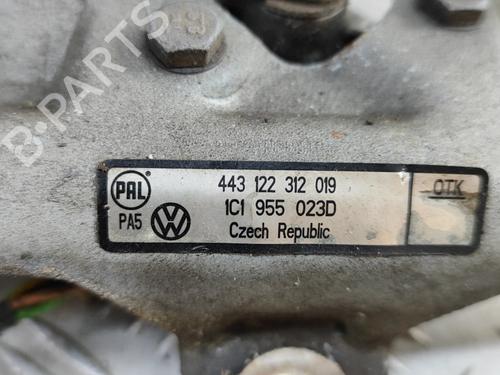 B-PARTS
PAL
PA5
443 122 312 019
1C1 955 023D
Czech Republic
OTK